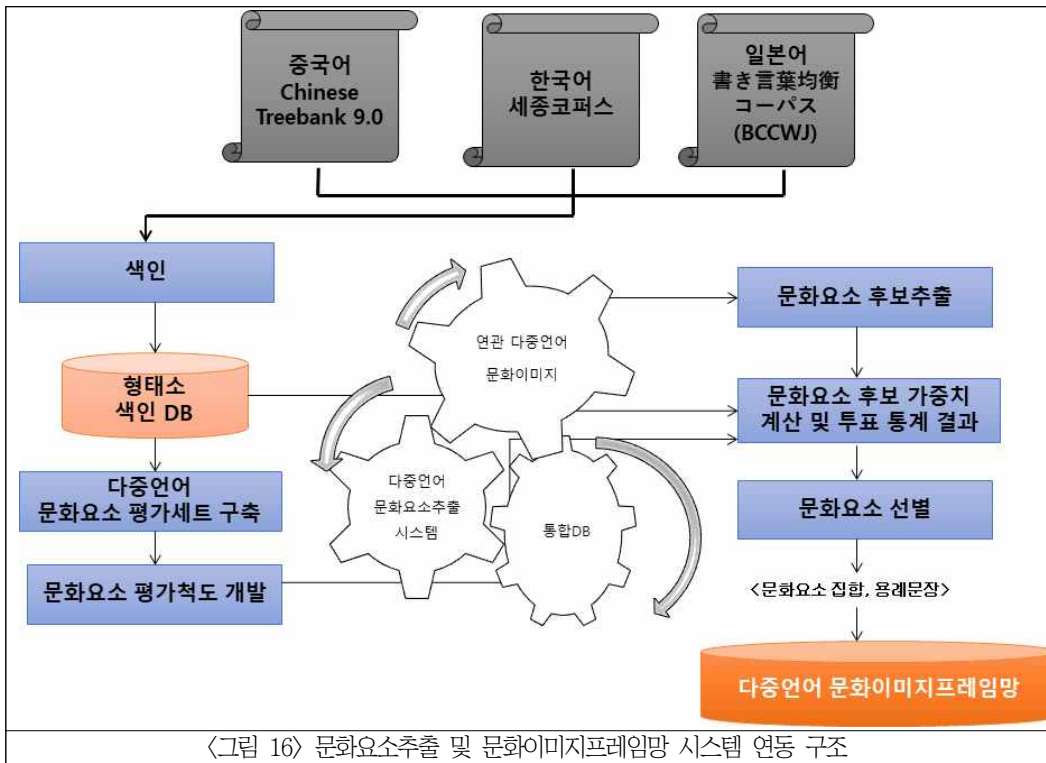 중국어
Chinese
Treebank 9.0
한국어
세종코퍼스
일본어
書き言葉均衡
コーパス
(BCCWJ)
색인
형태소
색인 DB
다중언어
문화요소 평가세트 구축
문화요소 평가척도 개발
연관 다중언어
문화이미지
다중언어
문화요소추출
시스템
통합DB
문화요소 후보추출
문화요소 후보 가중치
계산 및 투표 통계 결과
문화요소 선별
<문화요소 집합, 용례문장>
다중언어 문화이미지프레임망
〈그림 16〉 문화요소추출 및 문화이미지프레임망 시스템 연동 구조